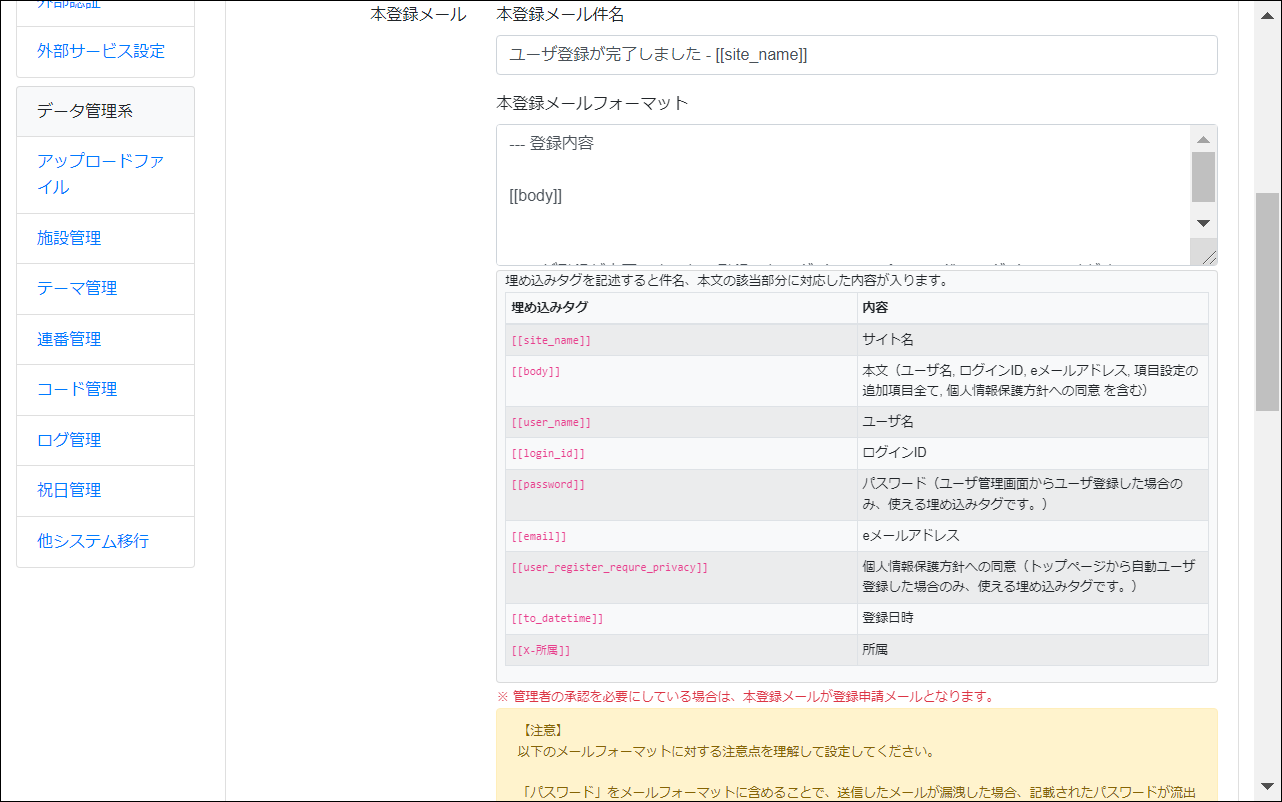 外部認証
外部サービス設定
データ管理系
アップロードファ
イル
施設管理
テーマ管理
連番管理
コード管理
ログ管理
祝日管理
他システム移行
本登録メール
本登録メール件名
ユーザ登録が完了しました - [[site_name]]
本登録メールフォーマット
--- 登録内容
[[body]]
埋め込みタグを記述すると件名、本文の該当部分に対応した内容が入ります。
埋め込みタグ 内容
[[site_name]] サイト名
[[body]] 本文（ユーザ名, ログインID, eメールアドレス, 項目設定の
追加項目全て, 個人情報保護方針への同意 を含む）
[[user_name]] ユーザ名
[[login_id]] ログインID
[[password]] パスワード（ユーザ管理画面からユーザ登録した場合の
み、使える埋め込みタグです。）
[[email]] eメールアドレス
[[user_register_requre_privacy]] 個人情報保護方針への同意（トップページから自動ユーザ
登録した場合のみ、使える埋め込みタグです。）
[[to_datetime]] 登録日時
[[X-所属]] 所属
※ 管理者の承認を必要にしている場合は、本登録メールが登録申請メールとなります。
【注意】
以下のメールフォーマットに対する注意点を理解して設定してください。
「パスワード」をメールフォーマットに含めることで、送信したメールが漏洩した場合、記載されたパスワードが流出